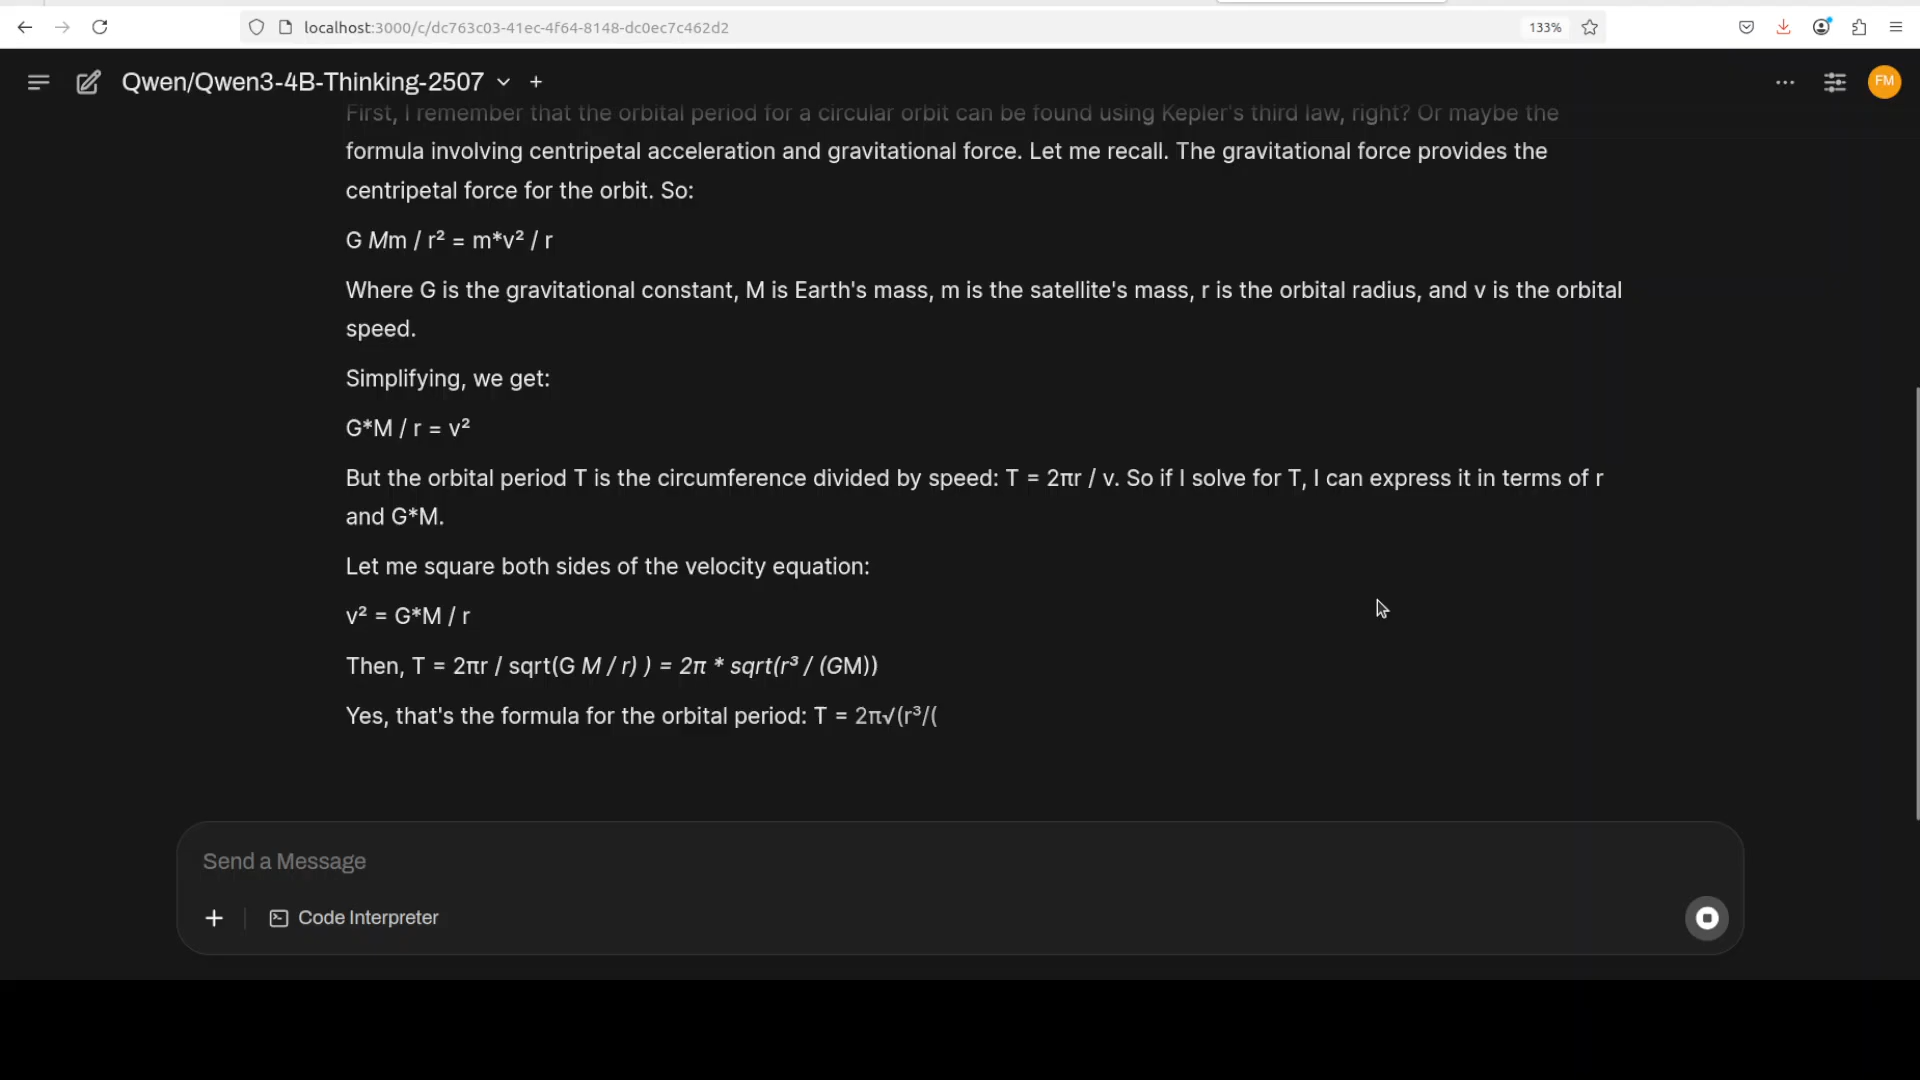 localhost:3000/c/dc763c03-41ec-4f64-8148-dc0ec7c462d2
133%
Qwen/Qwen3-4B-Thinking-2507
FM
First, I remember that the orbital period for a circular orbit can be found using Kepler's third law, right? Or maybe the
formula involving centripetal acceleration and gravitational force. Let me recall. The gravitational force provides the
centripetal force for the orbit. So:
G Mm / r² = m*v² / r
Where G is the gravitational constant, M is Earth's mass, m is the satellite's mass, r is the orbital radius, and v is the orbital
speed.
Simplifying, we get:
G*M / r = v²
But the orbital period T is the circumference divided by speed: T = 2πr / v. So if I solve for T, I can express it in terms of r
and G*M.
Let me square both sides of the velocity equation:
v² = G*M / r
Then, T = 2πr / sqrt(G M / r) ) = 2π * sqrt(r³ / (GM))
Yes, that's the formula for the orbital period: T = 2π√(r³/(
Send a Message
Code Interpreter